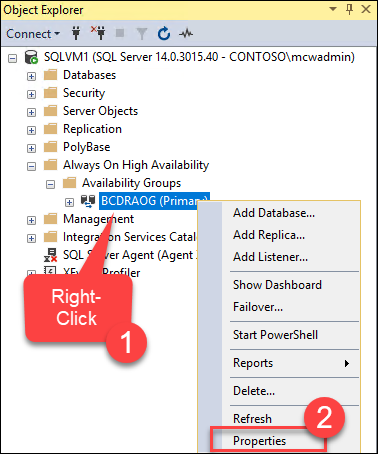 Object Explorer
Connect
SQLVM1 (SQL Server 14.0.3015.40 - CONTOSO\mcwadmin)
Databases
Security
Server Objects
Replication
PolyBase
Always On High Availability
Availability Groups
BCDRAOG (Primary)
Management
Integration Services Catal
SQL Server Agent (Agent
XEvent Profiler
Right-
Click
1
Add Database...
Add Replica...
Add Listener...
Show Dashboard
Failover...
Start PowerShell
Reports
Delete...
Refresh
2
Properties